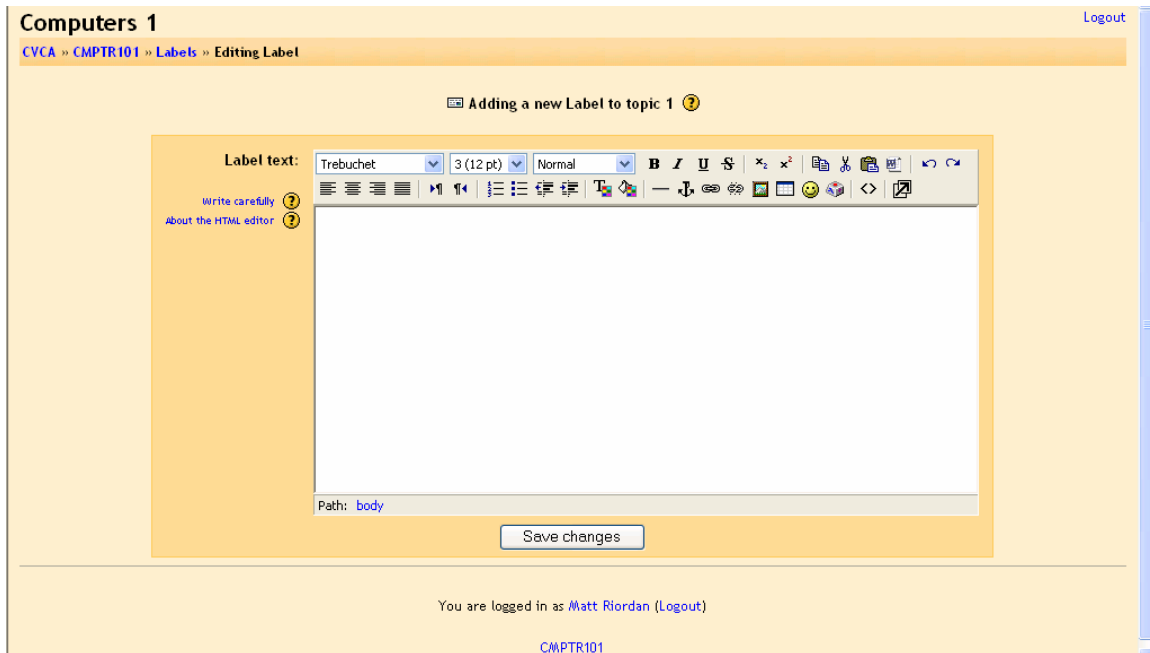 Computers 1
Logout
CVCA » CMPTR101 » Labels » Editing Label
Adding a new Label to topic 1 ?
Label text:
Trebuchet 3 (12 pt) Normal B I U S x₂ x²
Write carefully ?
About the HTML editor ?
Path: body
Save changes
You are logged in as Matt Riordan (Logout)
CMPTR101